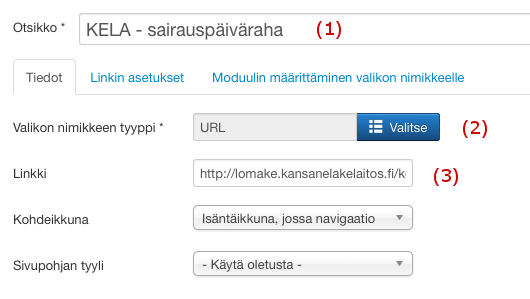 Otsikko * KELA - sairauspäiväraha (1)
Tiedot Linkin asetukset Moduulin määrittäminen valikon nimikkeelle
Valikon nimikkeen tyyppi * URL Valitse (2)
Linkki http://lomake.kansanelakelaitos.fi/k (3)
Kohdeikkuna Isäntäikkuna, jossa navigaatio
Sivupohjan tyyli - Käytä oletusta -